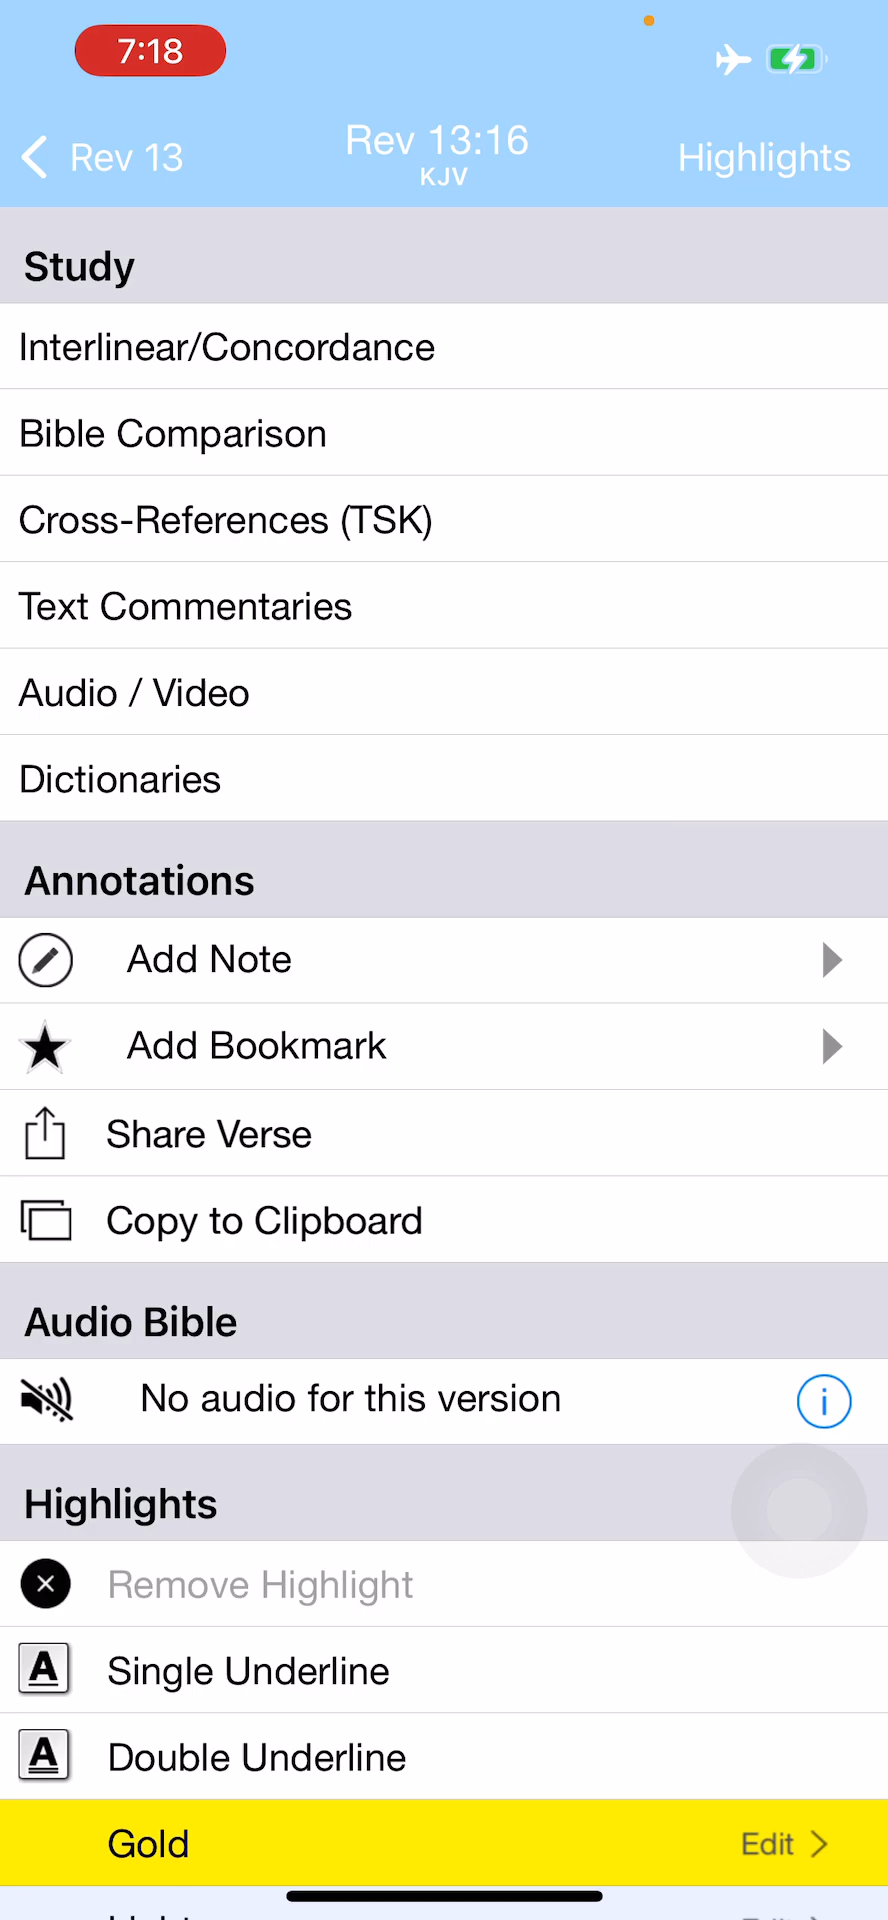 7:18
Rev 13
Rev 13:16
KJV
Highlights
Study
Interlinear/Concordance
Bible Comparison
Cross-References (TSK)
Text Commentaries
Audio / Video
Dictionaries
Annotations
Add Note
Add Bookmark
Share Verse
Copy to Clipboard
Audio Bible
No audio for this version
Highlights
Remove Highlight
Single Underline
Double Underline
Gold Edit